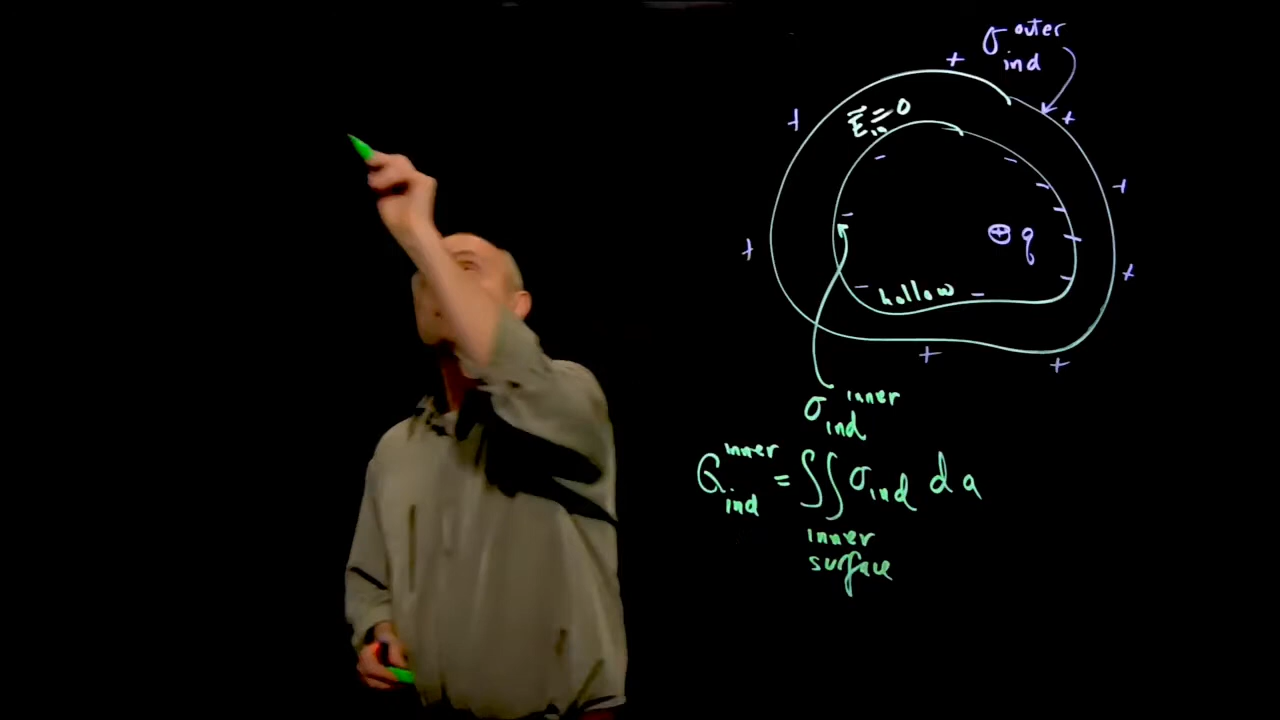 σ ind outer
E⃗ in = 0
⊕ q
hollow
σ ind inner
Q ind inner = ∬ σ ind da
inner
surface